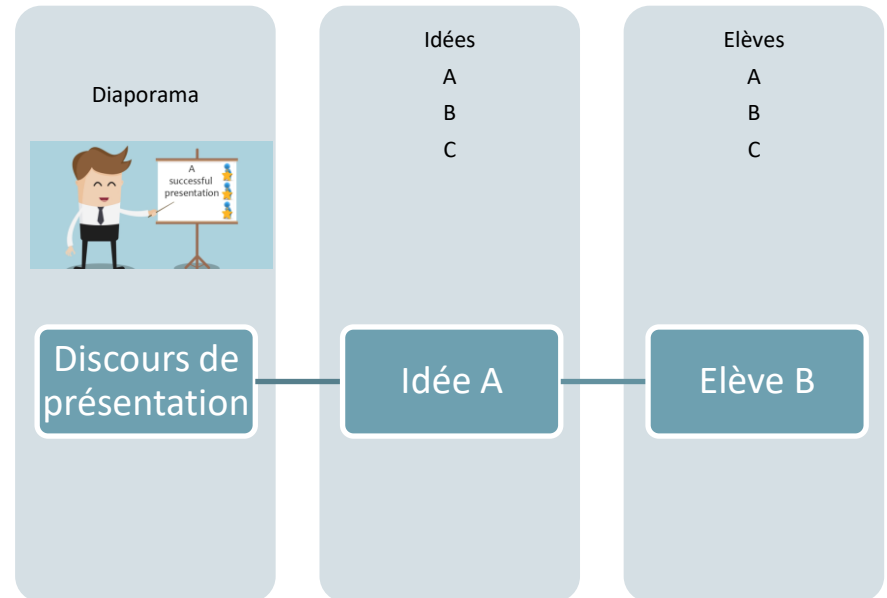 Diaporama
A
successful
presentation
Discours de
présentation
Idées
A
B
C
Idée A
Elèves
A
B
C
Elève B